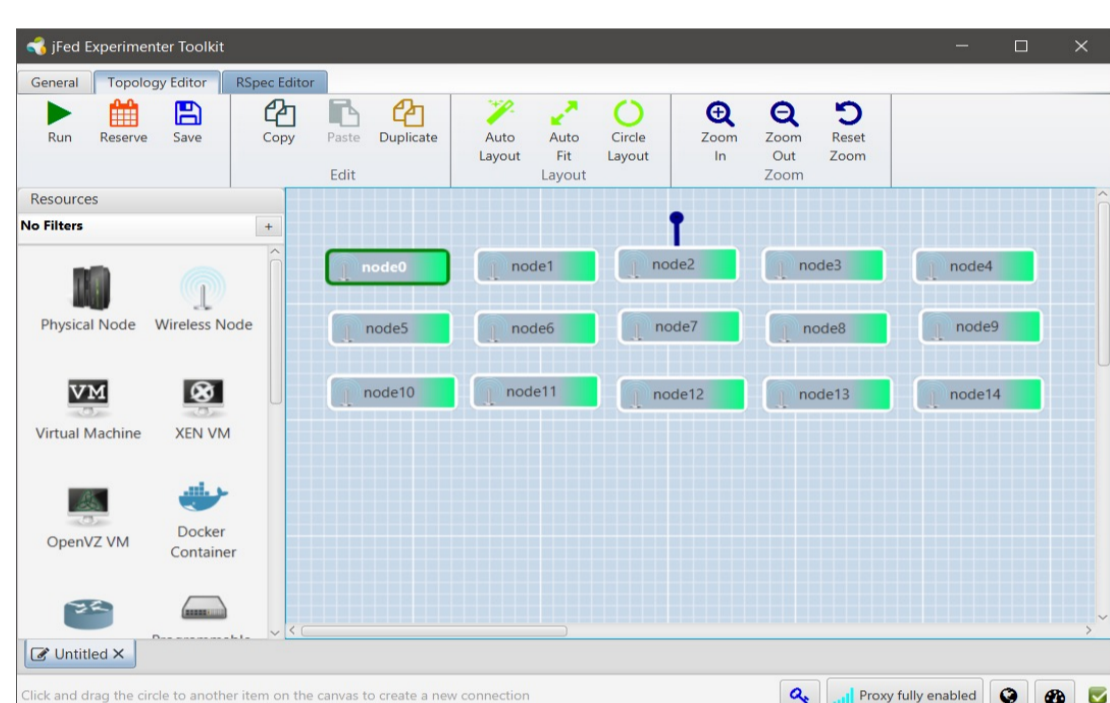 jFed Experimenter Toolkit
General Topology Editor RSpec Editor
Run Reserve Save Copy Paste Duplicate Auto Layout Auto Fit Circle Layout Zoom In Zoom Out Reset Zoom
Edit Layout Zoom
Resources
No Filters +
node0 node1 node2 node3 node4
Physical Node Wireless Node
node5 node6 node7 node8 node9
node10 node11 node12 node13 node14
VM
Virtual Machine XEN VM
OpenVZ VM Docker Container
Untitled
Click and drag the circle to another item on the canvas to create a new connection
Proxy fully enabled